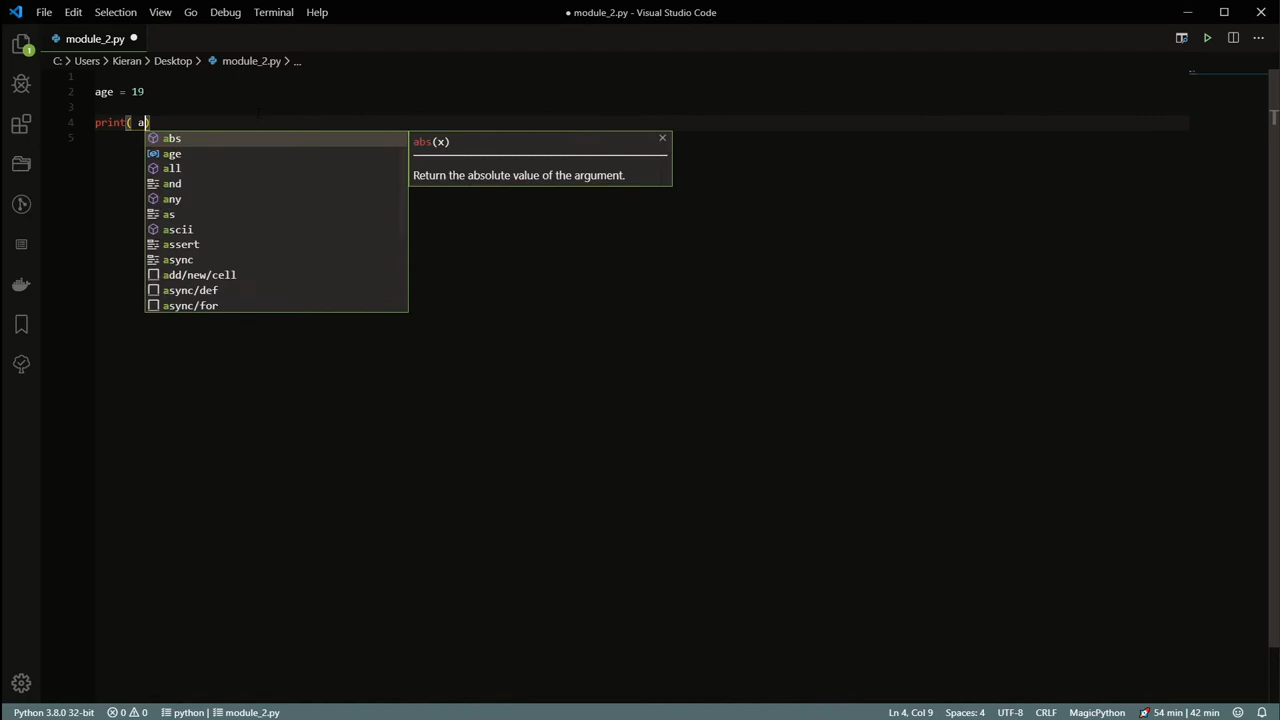 File Edit Selection View Go Debug Terminal Help
● module_2.py - Visual Studio Code
module_2.py
C: > Users > Kieran > Desktop > module_2.py > ...
1
2 age = 19
3
4 print( a)
5
abs
age
all
and
any
as
ascii
assert
async
add/new/cell
async/def
async/for
abs(x)
Return the absolute value of the argument.
1
Python 3.8.0 32-bit 0 0 python | module_2.py Ln 4, Col 9 Spaces: 4 UTF-8 CRLF MagicPython 54 min | 42 min